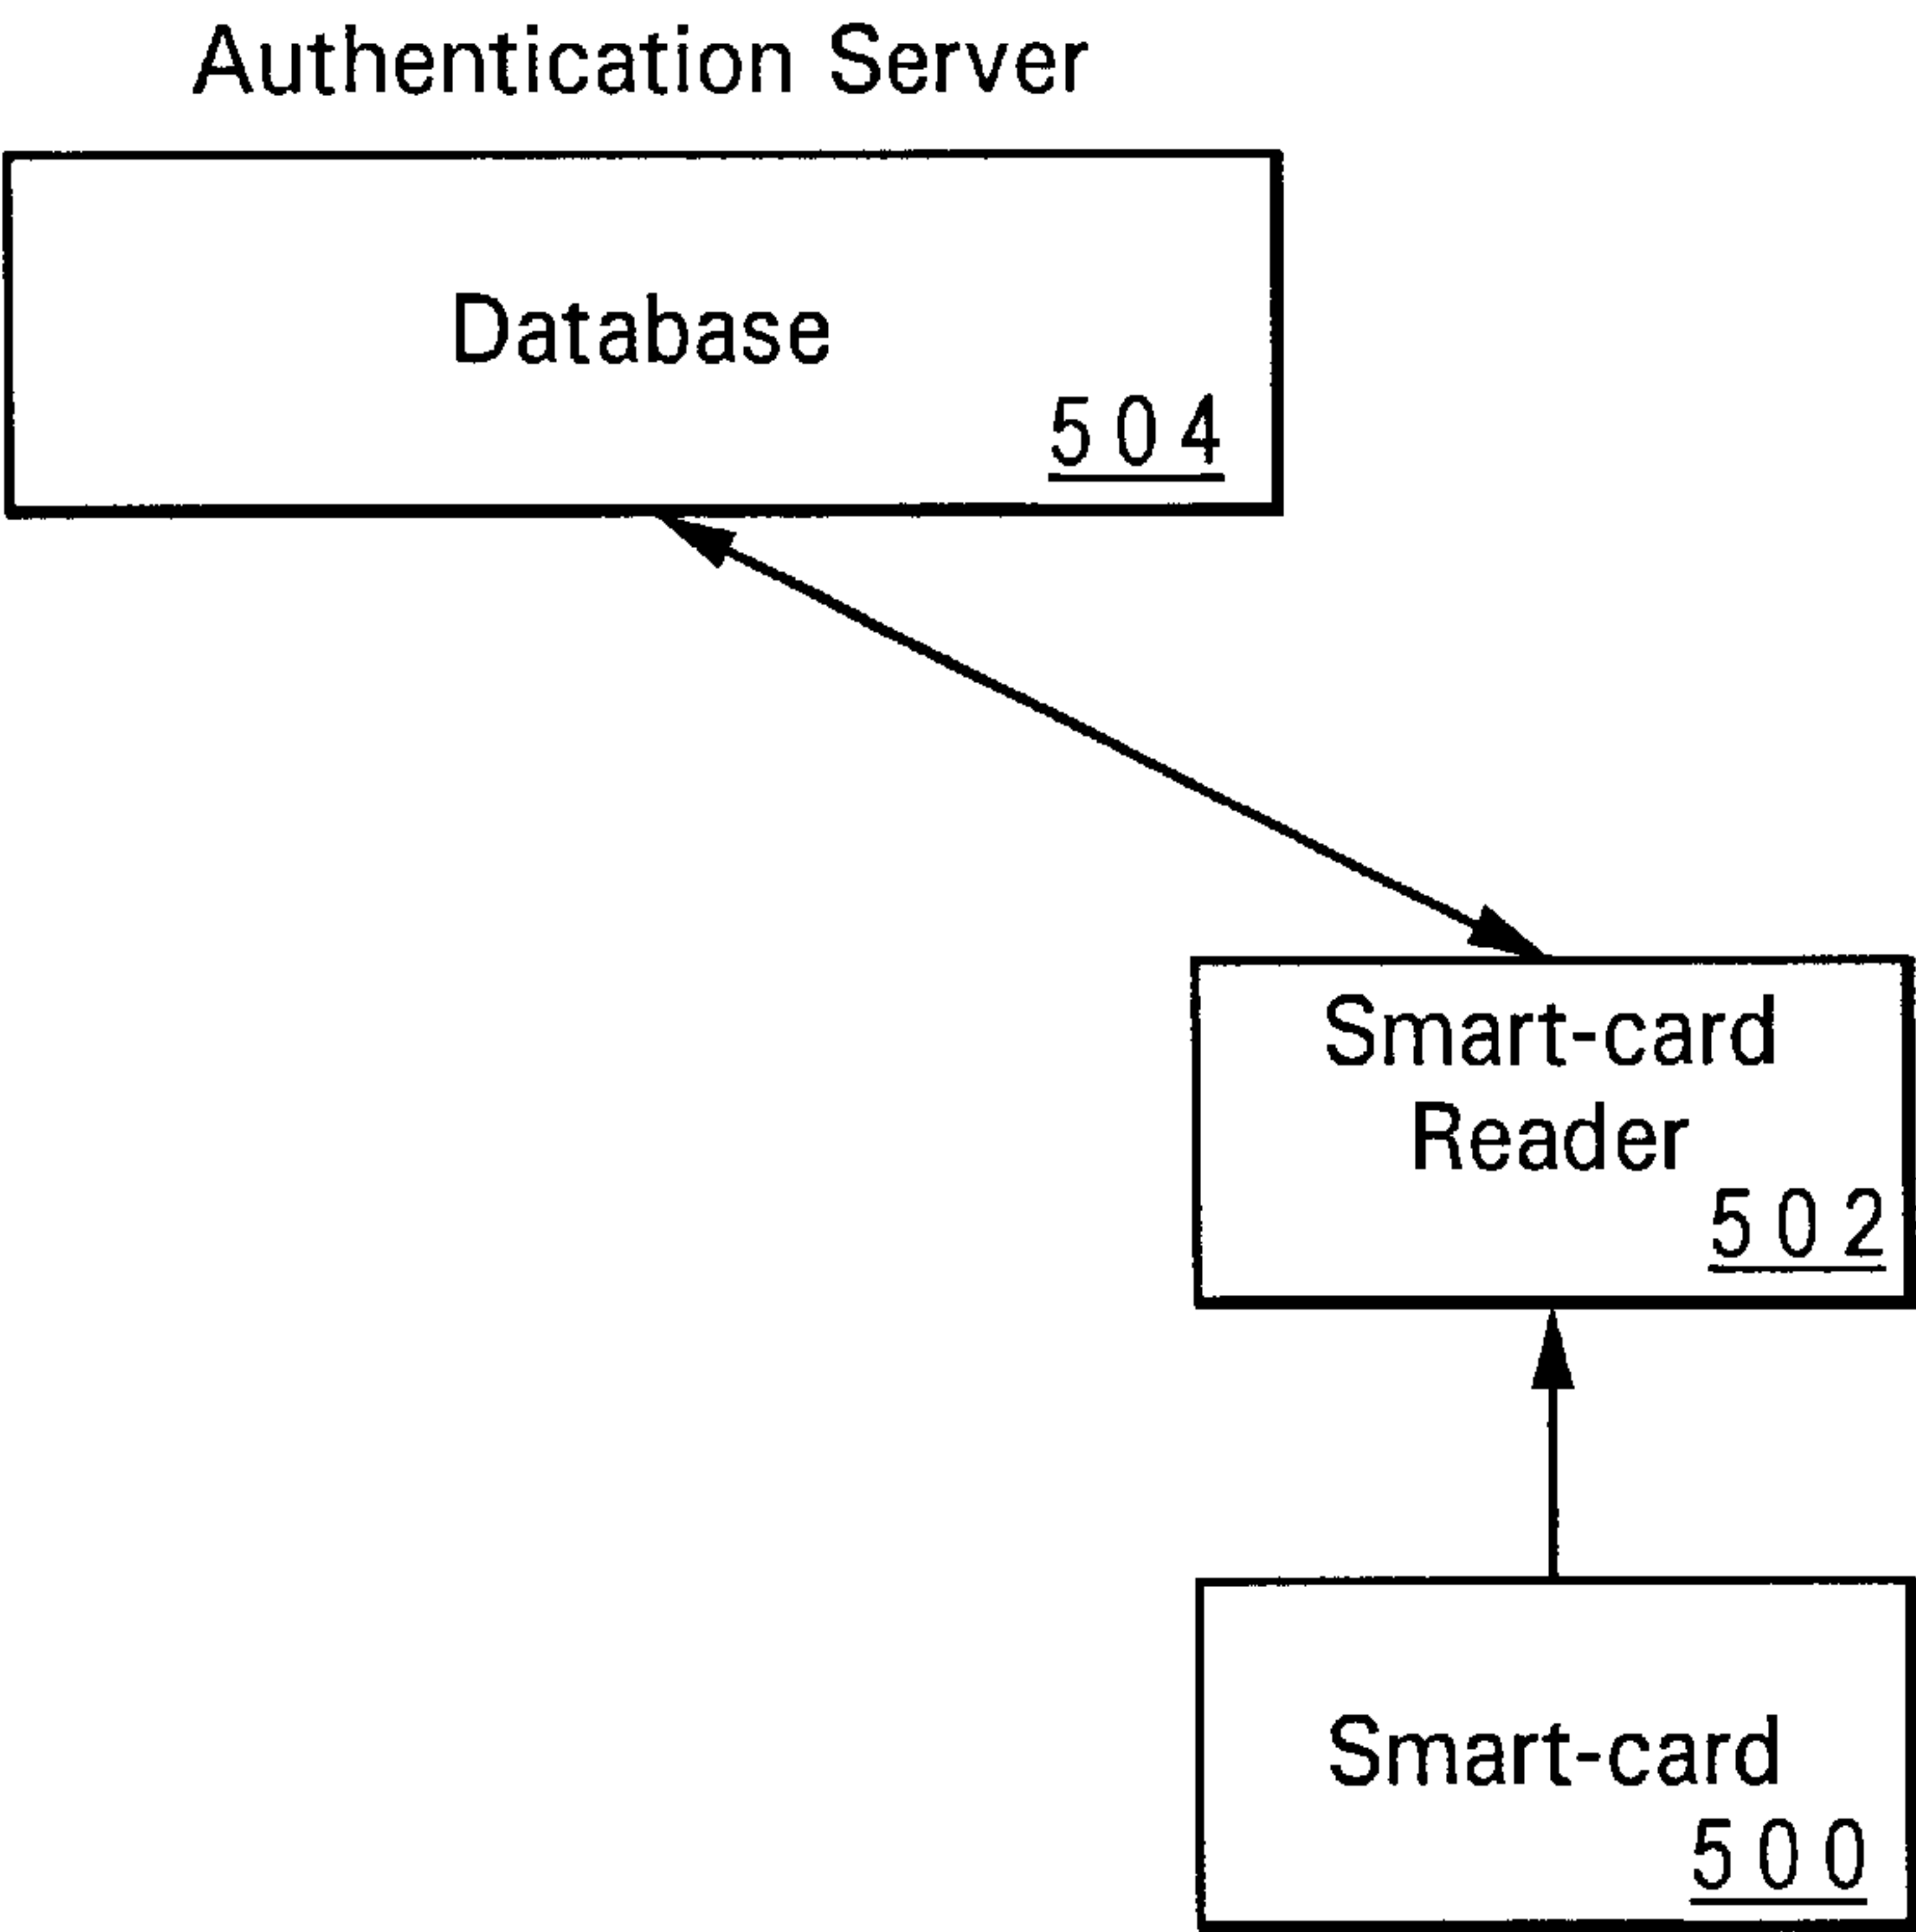 Authentication Server
Database
504
Smart-card
Reader
502
Smart-card
500